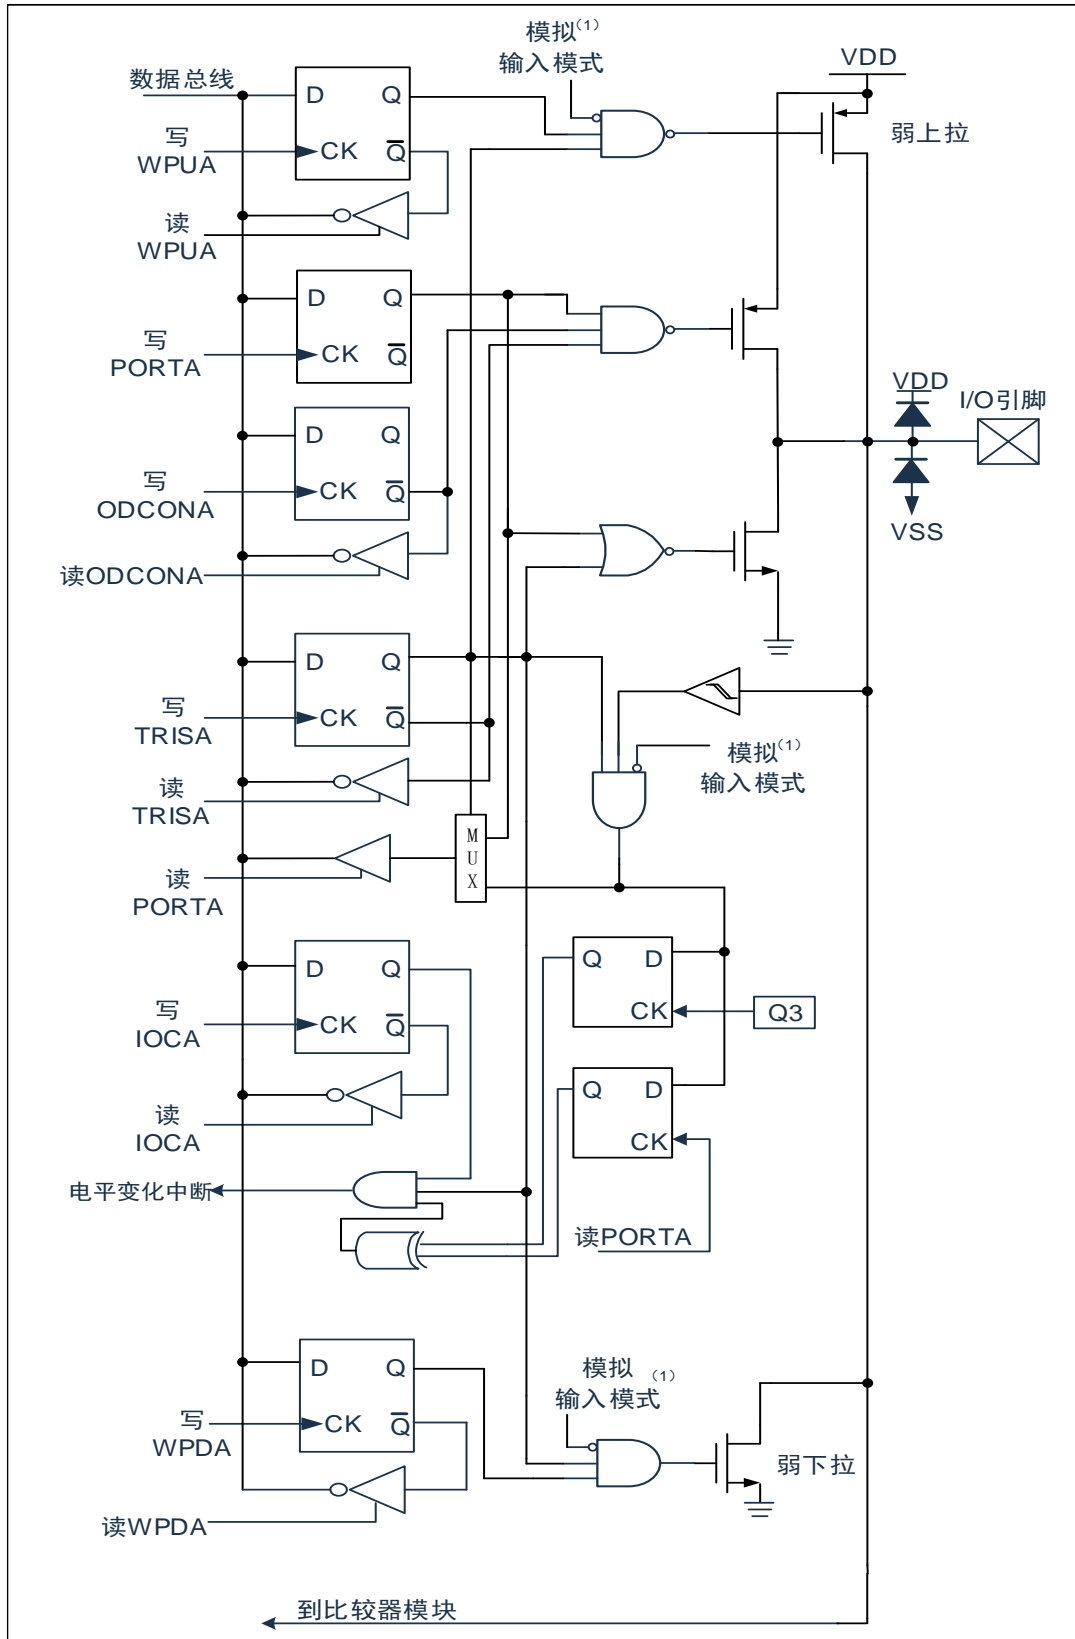 模拟(1)
输入模式
VDD
数据总线
D Q
写
WPUA
CK Q
弱上拉
读
WPUA
D Q
写
PORTA
CK Q
VDD
I/O引脚
D Q
写
ODCONA
CK Q
VSS
读ODCONA
D Q
写
TRISA
CK Q
模拟(1)
输入模式
读
TRISA
M
U
X
读
PORTA
D Q
Q D
写
IOCA
CK Q
CK
Q3
Q D
读
IOCA
CK
电平变化中断
读PORTA
D Q
模拟(1)
输入模式
写
WPDA
CK Q
弱下拉
读WPDA
到比较器模块